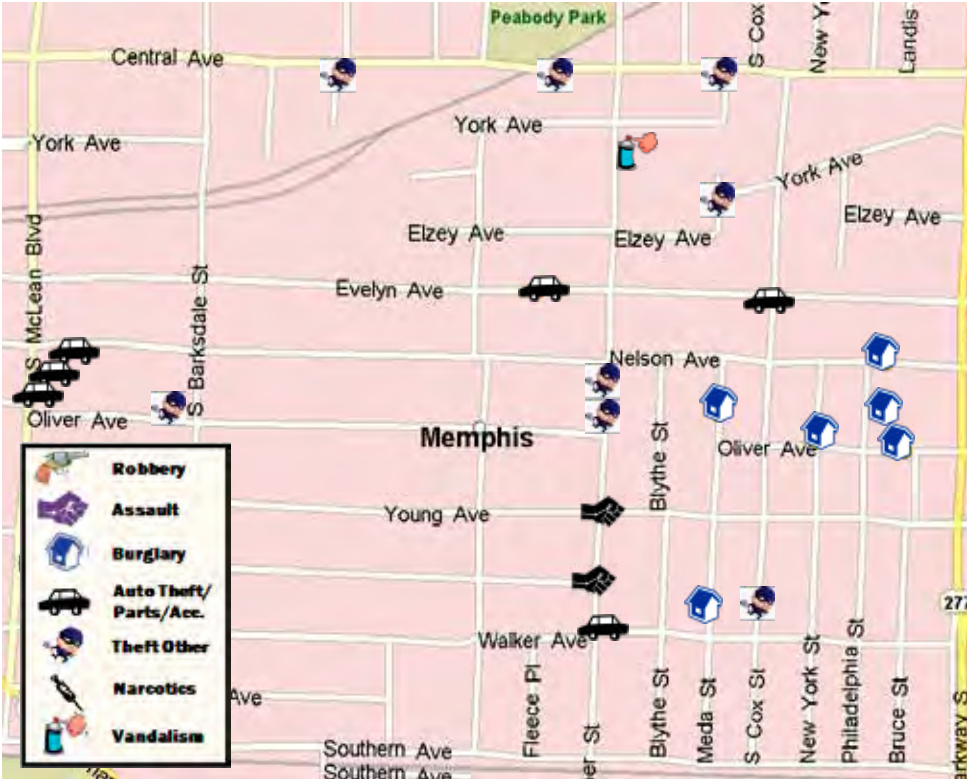 Peabody Park
S Cox
Landis
Central Ave
York Ave
York Ave
York Ave
Elzey Ave
Elzey Ave
Elzey Ave
S McLean Blvd
S Barksdale St
Evelyn Ave
Nelson Ave
Oliver Ave
Memphis
Oliver Ave
Blythe St
Young Ave
Walker Ave
277
Ave
Fleece Pl
St
Blythe St
Meda St
S Cox St
New York St
Philadelphia St
Bruce St
Southern Ave
Southern Ave
Robbery
Assault
Burglary
Auto Theft/
Parts/Acc.
Theft Other
Narcotics
Vandalism